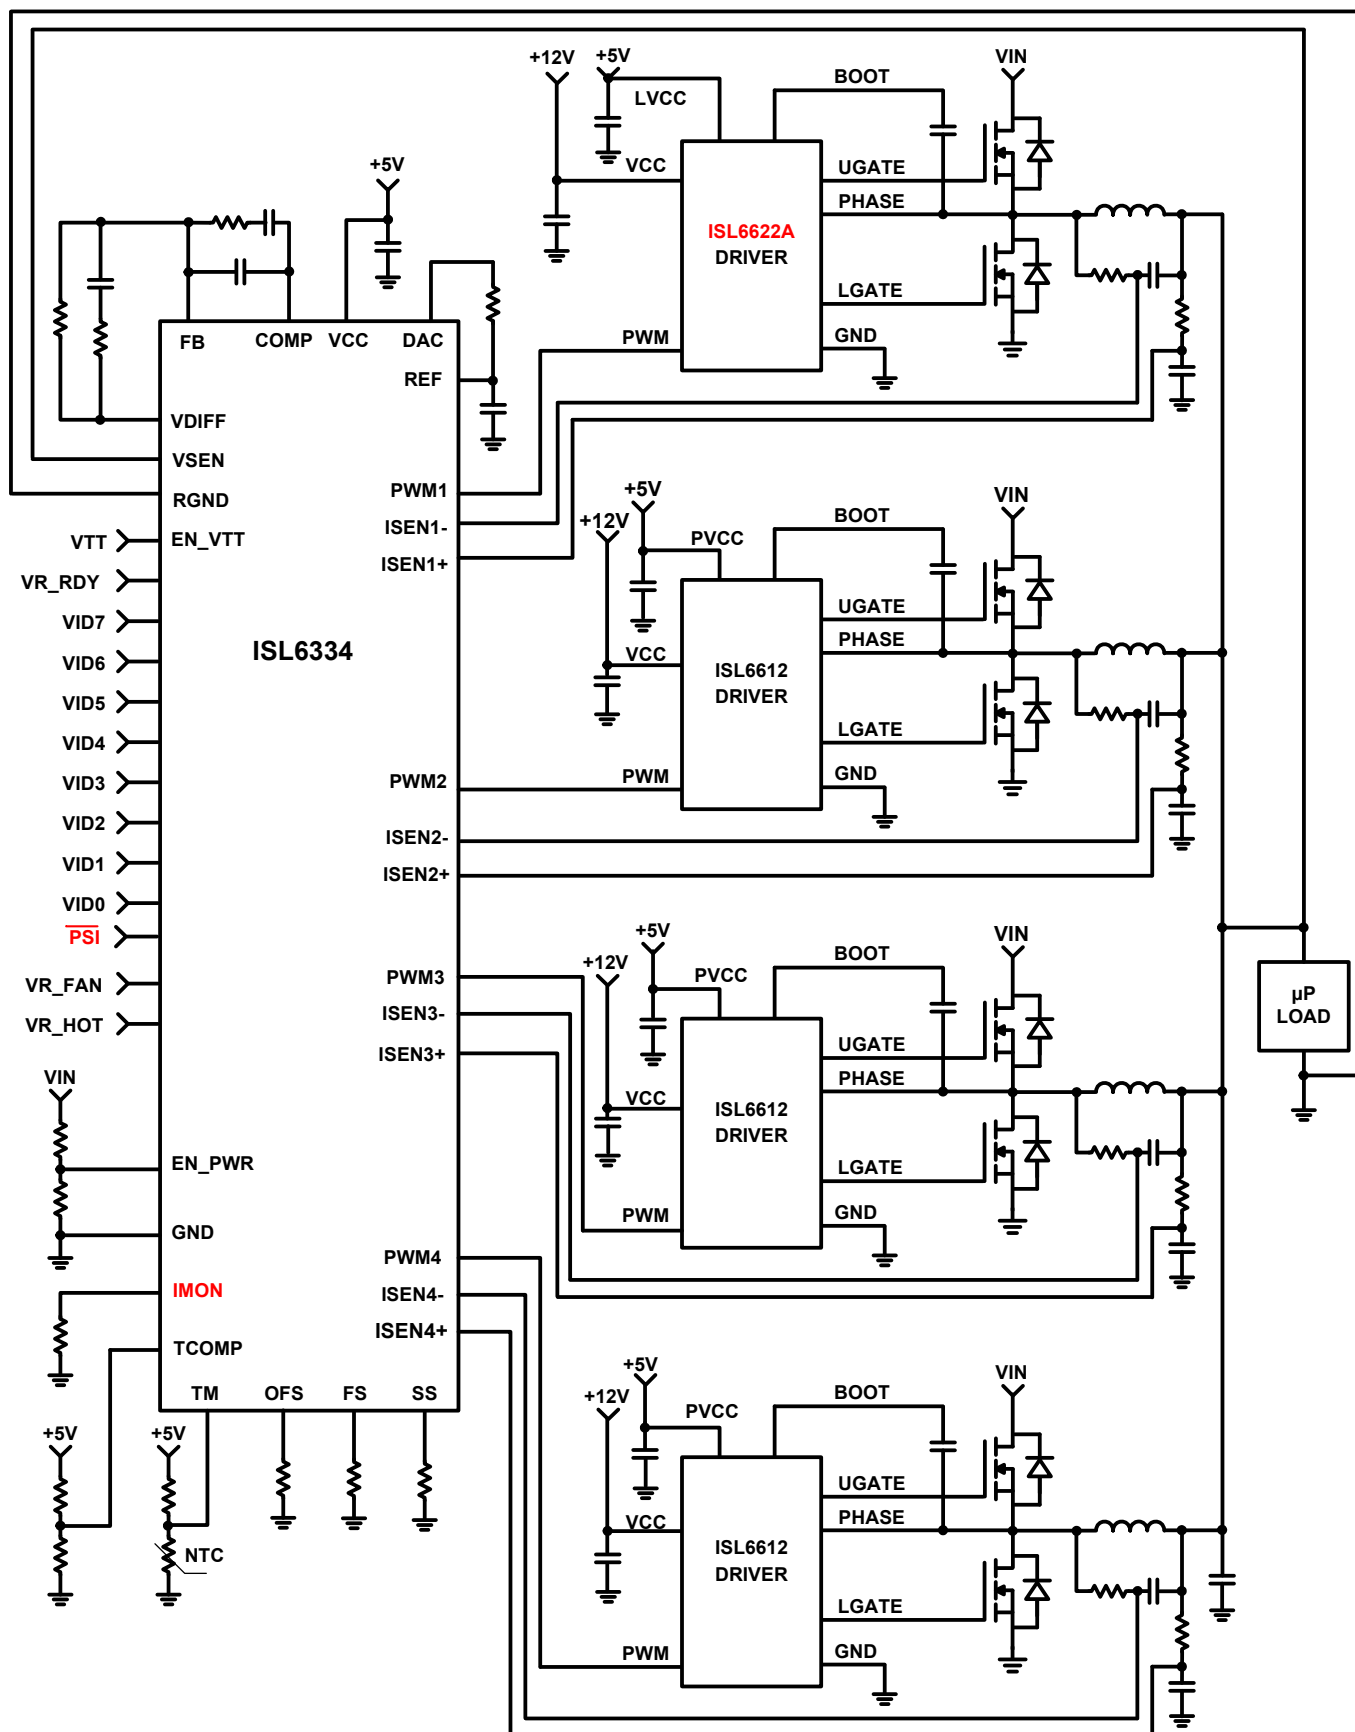 +12V
+5V
LVCC
BOOT
VIN
VCC
UGATE
PHASE
ISL6622A
DRIVER
LGATE
PWM
GND
+5V
FB
COMP
VCC
DAC
REF
VDIFF
VSEN
RGND
EN_VTT
VTT
VR_RDY
VID7
VID6
VID5
VID4
VID3
VID2
VID1
VID0
PSI
VR_FAN
VR_HOT
VIN
EN_PWR
GND
IMON
TCOMP
TM
OFS
FS
SS
+5V
+5V
NTC
ISL6334
PWM1
ISEN1-
ISEN1+
PWM2
ISEN2-
ISEN2+
PWM3
ISEN3-
ISEN3+
PWM4
ISEN4-
ISEN4+
+5V
+12V
PVCC
BOOT
VIN
VCC
UGATE
PHASE
ISL6612
DRIVER
LGATE
PWM
GND
+5V
+12V
PVCC
BOOT
VIN
VCC
UGATE
PHASE
ISL6612
DRIVER
LGATE
PWM
GND
µP
LOAD
+5V
+12V
PVCC
BOOT
VIN
VCC
UGATE
PHASE
ISL6612
DRIVER
LGATE
PWM
GND